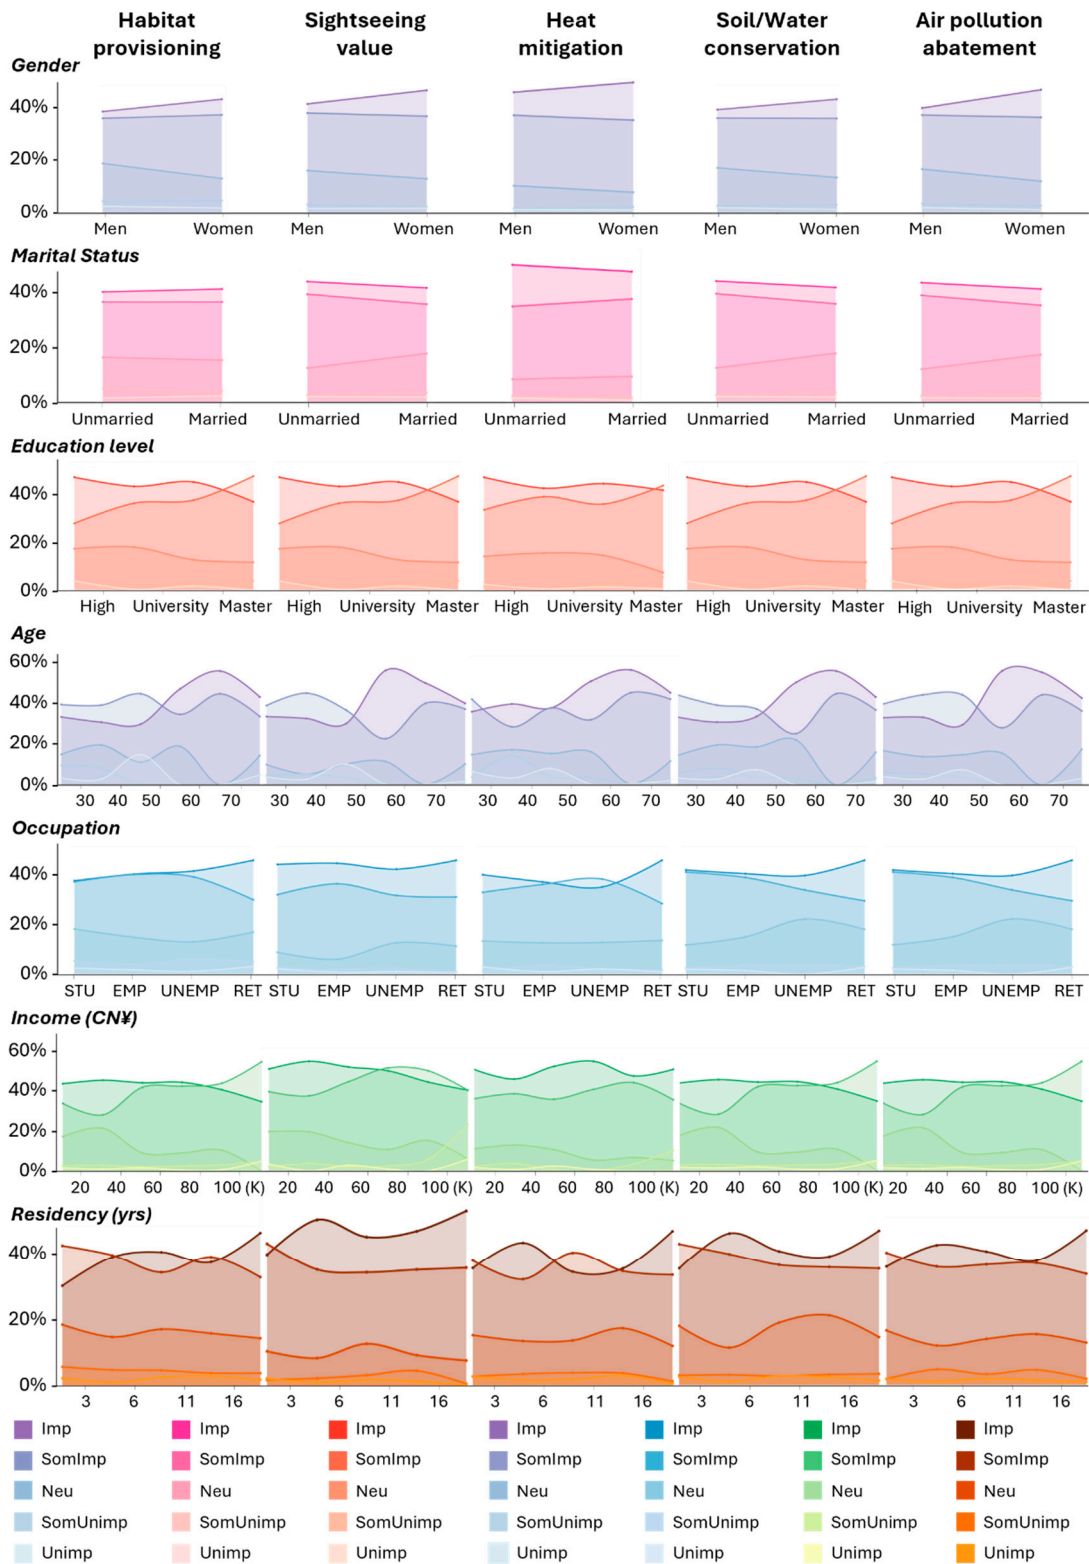 Habitat provisioning
Sightseeing value
Heat mitigation
Soil/Water conservation
Air pollution abatement
Gender
40%
20%
0%
Men Women Men Women Men Women Men Women Men Women
Marital Status
40%
20%
0%
Unmarried Married Unmarried Married Unmarried Married Unmarried Married Unmarried Married
Education level
40%
20%
0%
High University Master High University Master High University Master High University Master High University Master
Age
60%
40%
20%
0%
30 40 50 60 70 30 40 50 60 70 30 40 50 60 70 30 40 50 60 70 30 40 50 60 70
Occupation
40%
20%
0%
STU EMP UNEMP RET STU EMP UNEMP RET STU EMP UNEMP RET STU EMP UNEMP RET STU EMP UNEMP RET
Income (CN¥)
60%
40%
20%
0%
20 40 60 80 100 (K) 20 40 60 80 100 (K) 20 40 60 80 100 (K) 20 40 60 80 100 (K) 20 40 60 80 100 (K)
Residency (yrs)
40%
20%
0%
3 6 11 16 3 6 11 16 3 6 11 16 3 6 11 16 3 6 11 16
Imp Imp Imp Imp Imp Imp Imp
SomImp SomImp SomImp SomImp SomImp SomImp SomImp
Neu Neu Neu Neu Neu Neu Neu
SomUnimp SomUnimp SomUnimp SomUnimp SomUnimp SomUnimp SomUnimp
Unimp Unimp Unimp Unimp Unimp Unimp Unimp